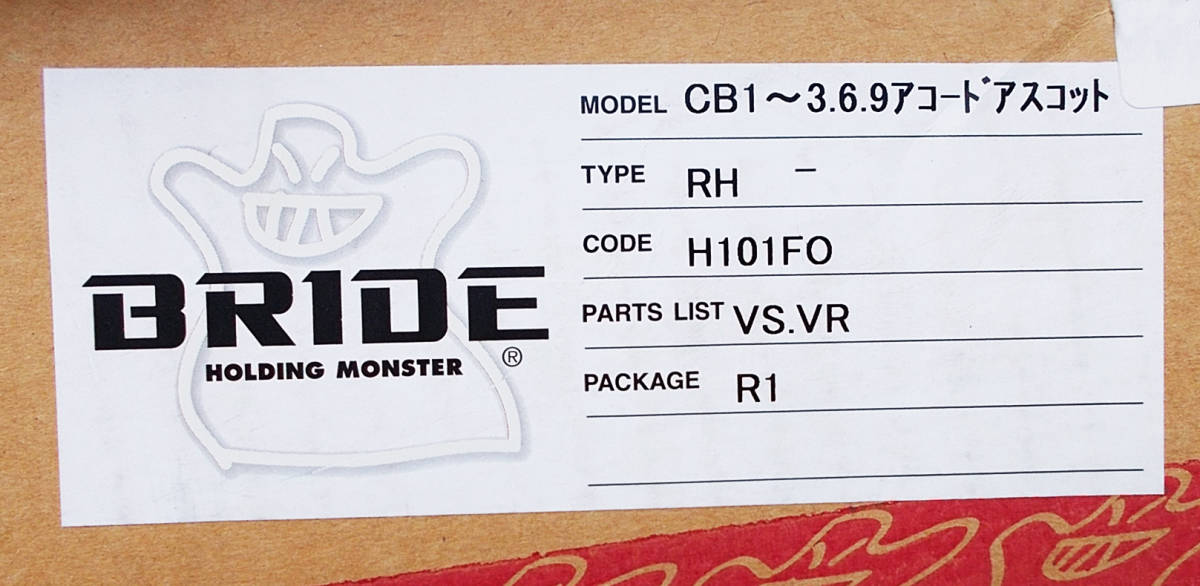 BRIDE
HOLDING MONSTER ®
MODEL CB1～3.6.9アコードアスコット
TYPE RH －
CODE H101FO
PARTS LIST VS.VR
PACKAGE R1